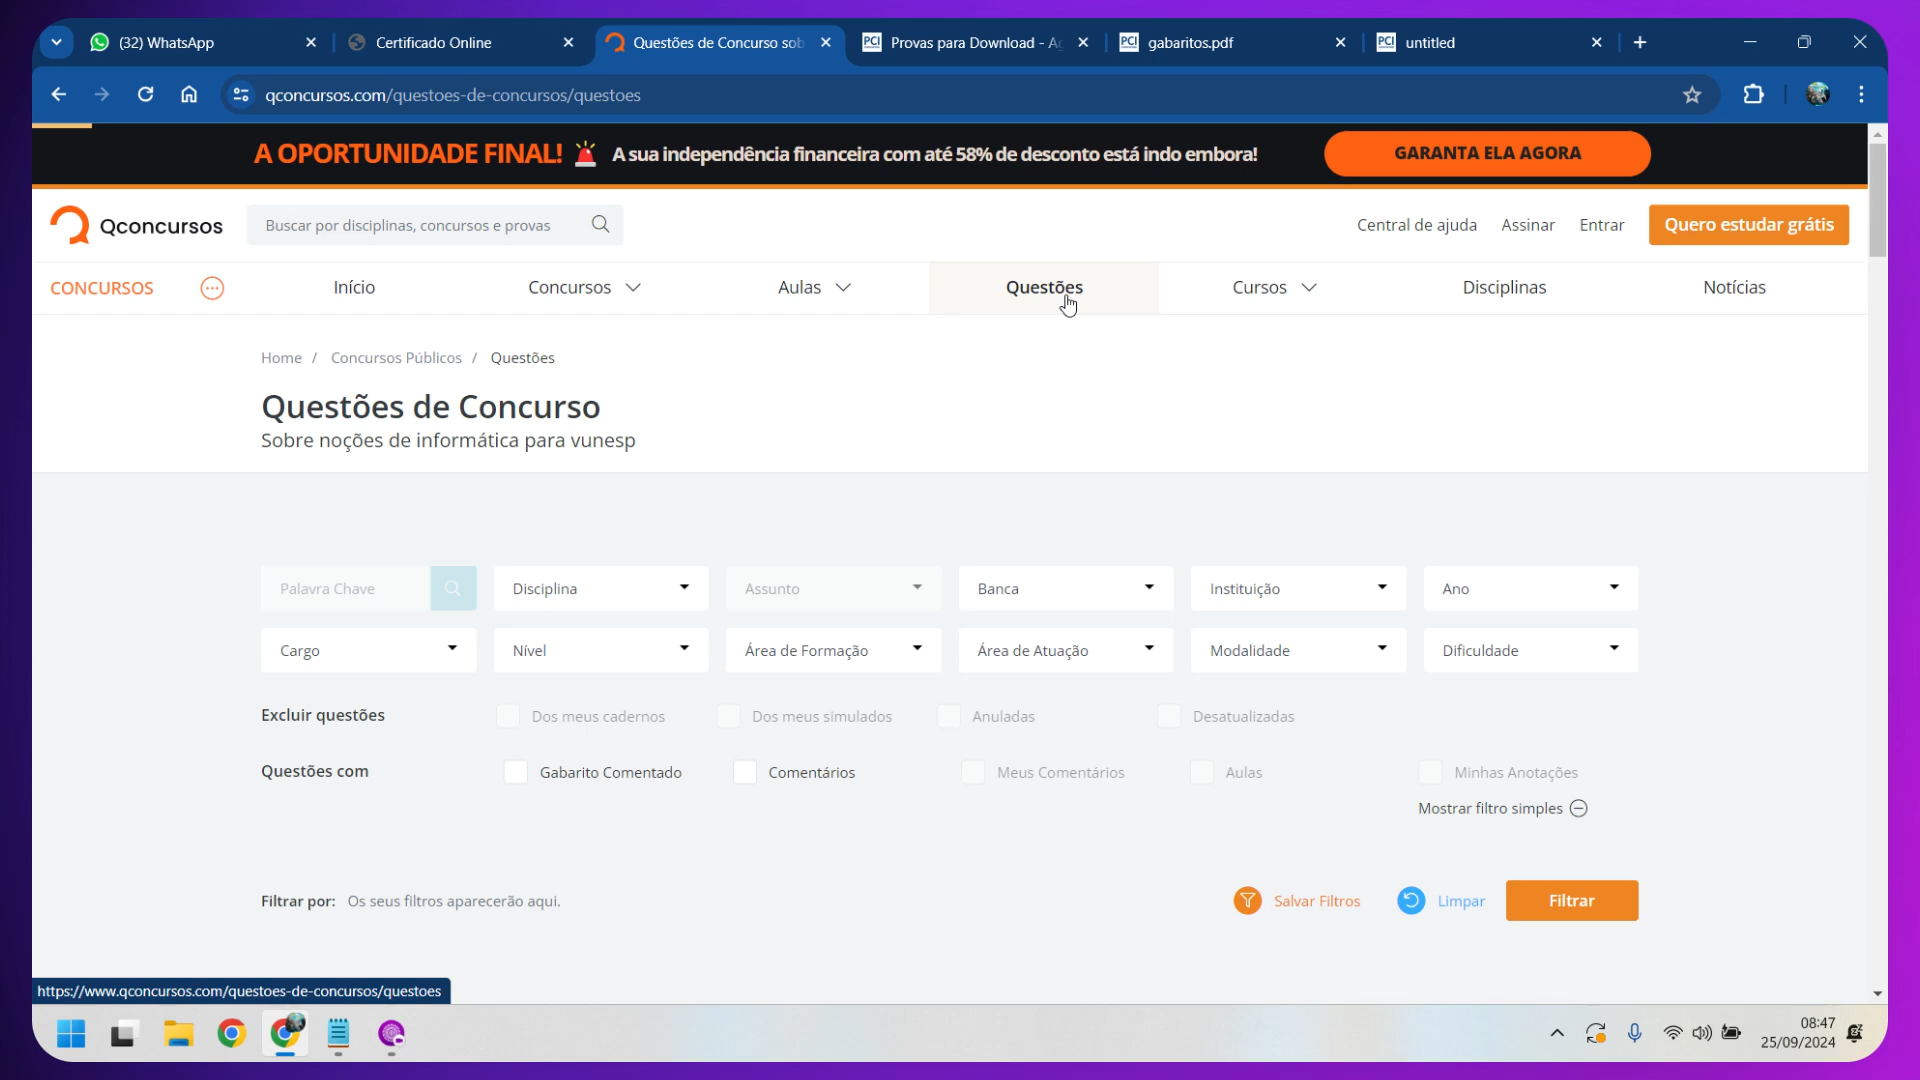 (32) WhatsApp
Certificado Online
Questões de Concurso sob
Provas para Download - Ag
PCI
gabaritos.pdf
PCI
untitled
PCI
qconcursos.com/questoes-de-concursos/questoes
A OPORTUNIDADE FINAL! A sua independência financeira com até 58% de desconto está indo embora!
GARANTA ELA AGORA
Qconcursos
Buscar por disciplinas, concursos e provas
Central de ajuda
Assinar
Entrar
Quero estudar grátis
CONCURSOS
Início
Concursos
Aulas
Questões
Cursos
Disciplinas
Notícias
Home / Concursos Públicos / Questões
Questões de Concurso
Sobre noções de informática para vunesp
Palavra Chave
Disciplina
Assunto
Banca
Instituição
Ano
Cargo
Nível
Área de Formação
Área de Atuação
Modalidade
Dificuldade
Excluir questões
Dos meus cadernos
Dos meus simulados
Anuladas
Desatualizadas
Questões com
Gabarito Comentado
Comentários
Meus Comentários
Aulas
Minhas Anotações
Mostrar filtro simples
Filtrar por: Os seus filtros aparecerão aqui.
Salvar Filtros
Limpar
Filtrar
https://www.qconcursos.com/questoes-de-concursos/questoes
08:47
25/09/2024